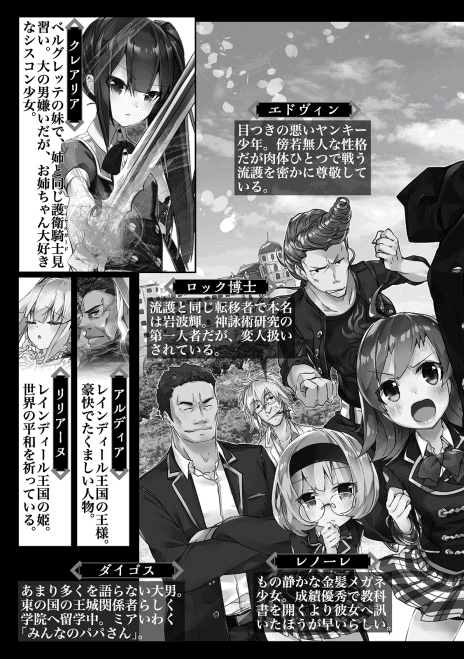 クレアリア
ベルグレッテの妹で、姉と同じ護衛騎士見
習い。大の男嫌いだが、お姉ちゃん大好き
なシスコン少女。
エドヴィン
目つきの悪いヤンキー
少年。傍若無人な性格
だが肉体ひとつで戦う
流護を密かに尊敬して
いる。
ロック博士
流護と同じ転移者で本名
は岩波輝。神詠術研究の
第一人者だが、変人扱い
されている。
アルディア
レインディール王国の王様。
豪快でたくましい人物。
リリアーヌ
レインディール王国の姫。
世界の平和を祈っている。
レノーレ
もの静かな金髪メガネ
少女。成績優秀で教科
書を開くより彼女へ訊
いたほうが早いらしい。
ダイゴス
あまり多くを語らない大男。
東の国の王城関係者らしく
学院へ留学中。ミアいわく
「みんなのパパさん」。